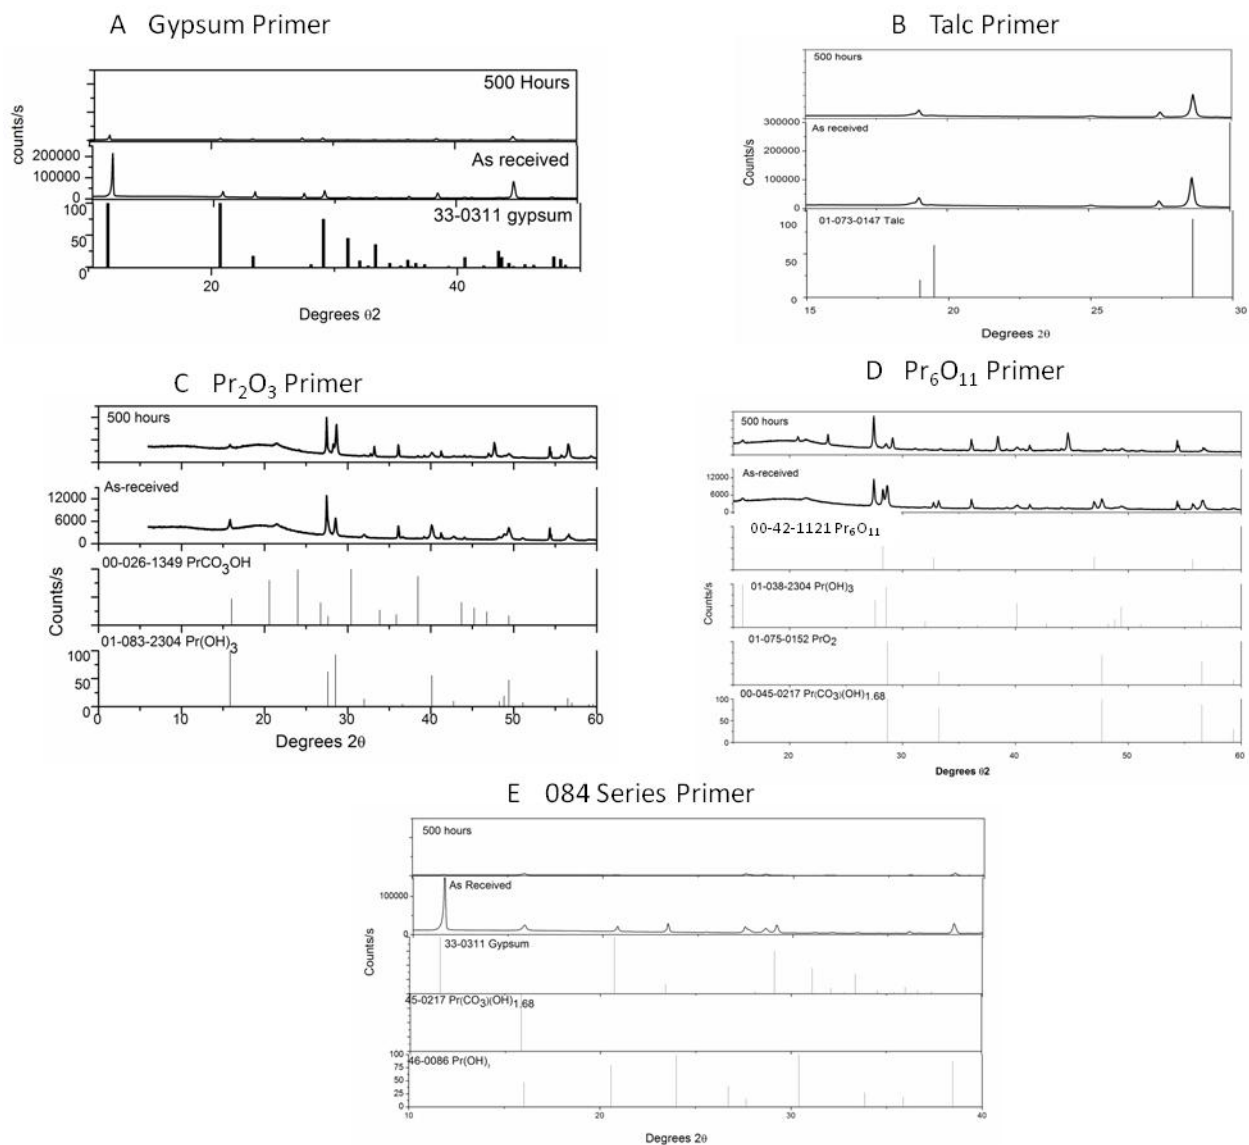 A Gypsum Primer
500 Hours
counts/s
200000
As received
100000
0
100
33-0311 gypsum
50
0
20
40
Degrees θ2
B Talc Primer
500 hours
300000
As received
200000
Counts/s
100000
0
01-073-0147 Talc
100
50
0
15
20
25
30
Degrees 2θ
C Pr₂O₃ Primer
500 hours
As-received
12000
6000
0
00-026-1349 PrCO₃OH
Counts/s
01-083-2304 Pr(OH)₃
100
50
0
0
10
20
30
40
50
60
Degrees 2θ
D Pr₆O₁₁ Primer
500 hours
As-received
12000
6000
0
00-42-1121 Pr₆O₁₁
01-038-2304 Pr(OH)₃
Counts/s
01-075-0152 PrO₂
00-045-0217 Pr(CO₃)(OH)₁.₆₈
100
50
0
20
30
40
50
60
Degrees θ2
E 084 Series Primer
500 hours
As Received
100000
0
Counts/s
33-0311 Gypsum
45-0217 Pr(CO₃)(OH)₁.₆₈
46-0086
100
75
50
25
0
10
20
30
40
Degrees 2θ